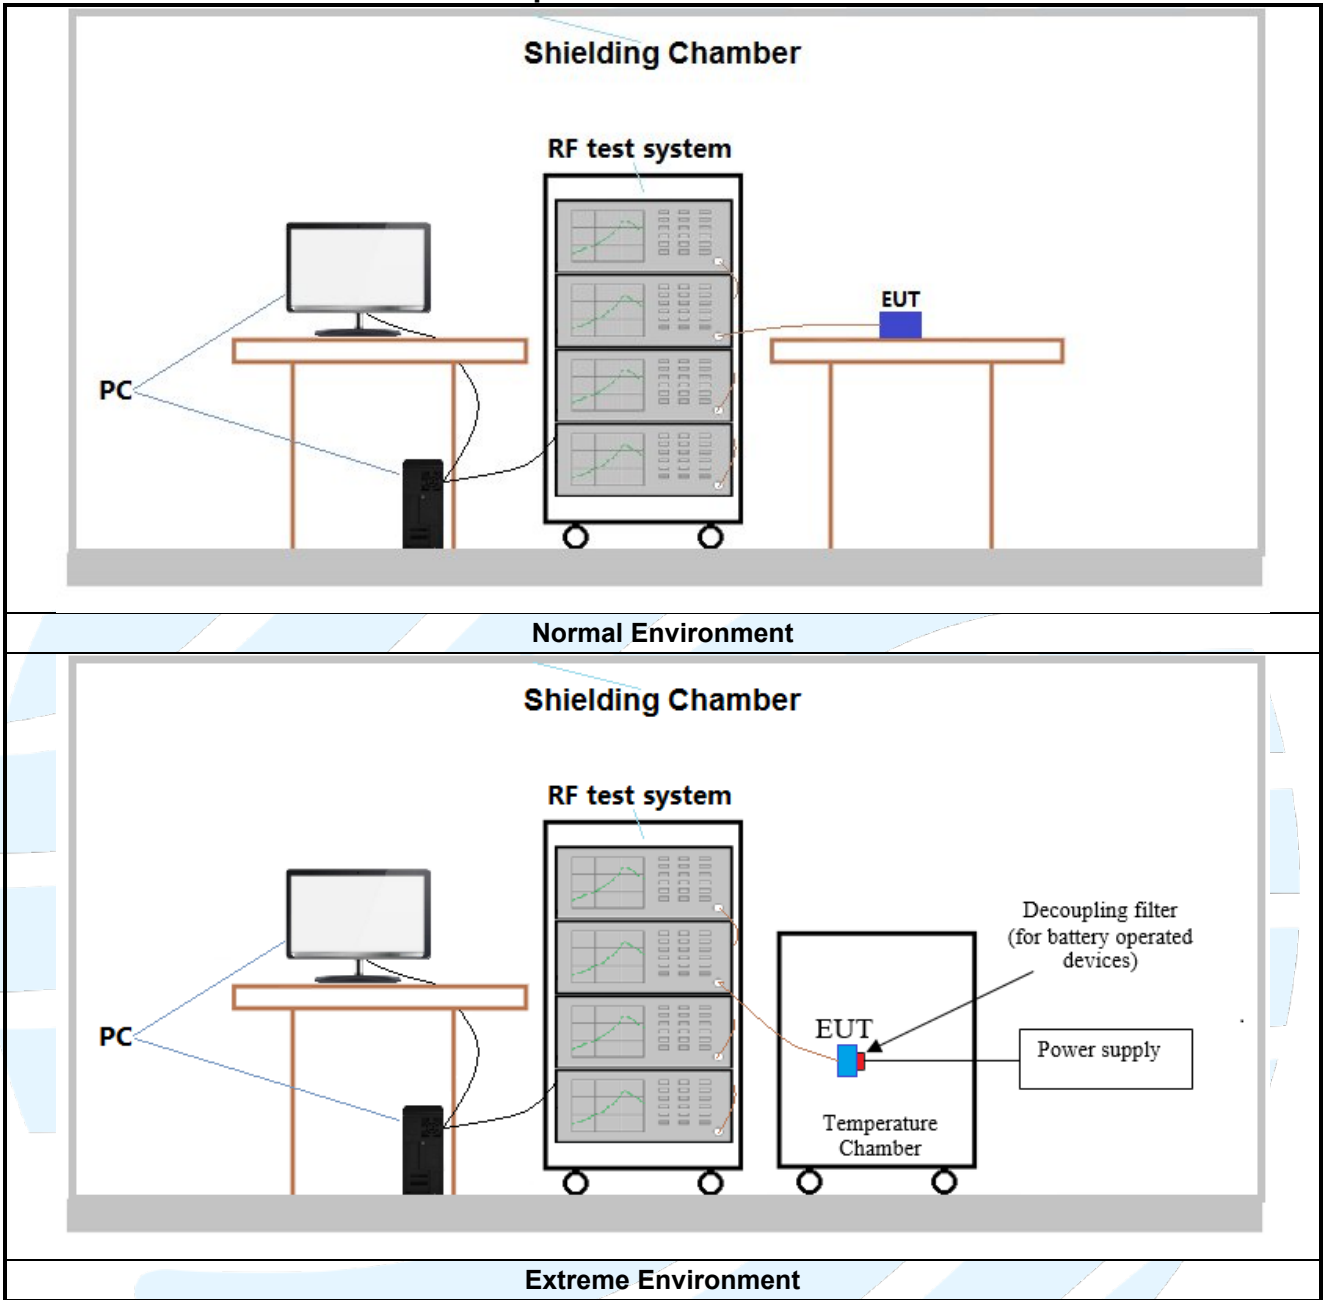 Shielding Chamber
RF test system
EUT
PC
Normal Environment
Shielding Chamber
RF test system
Decoupling filter
(for battery operated
devices)
EUT
PC
Power supply
Temperature
Chamber
Extreme Environment